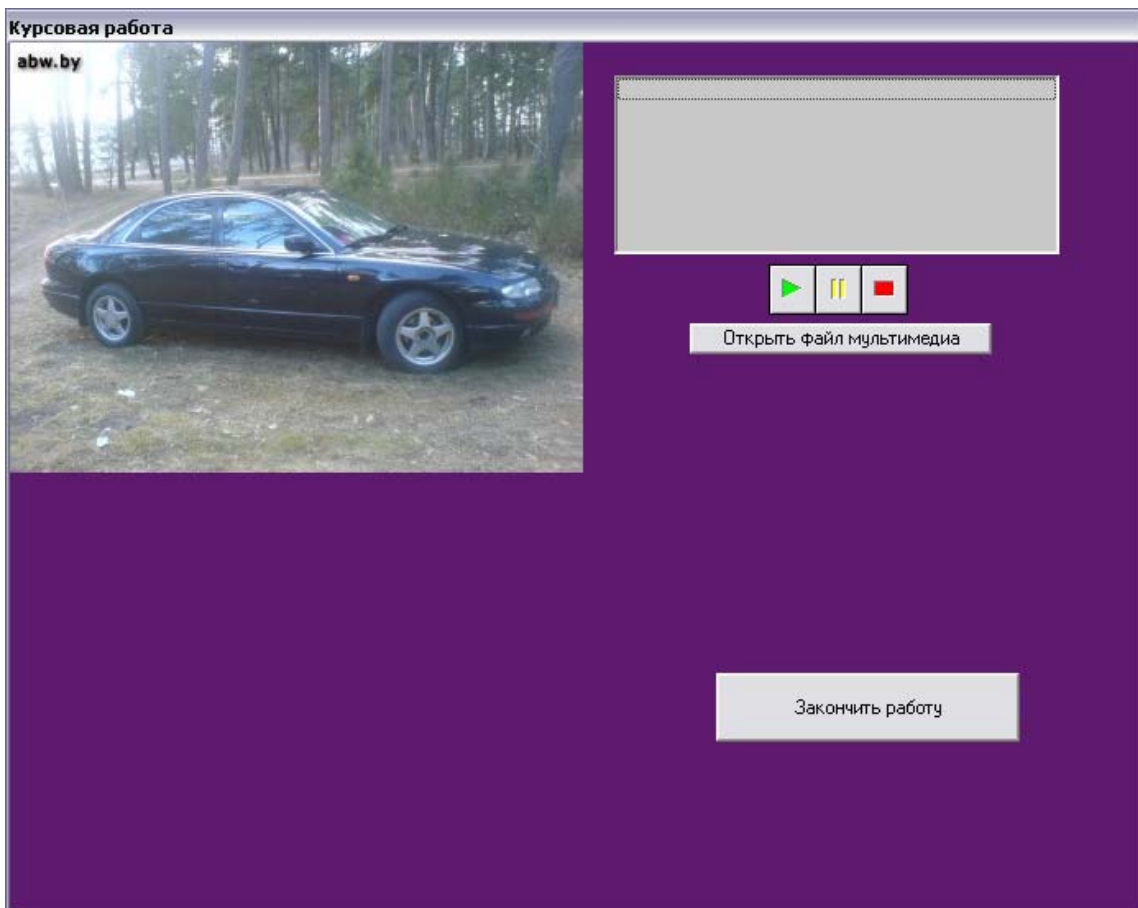 Курсовая работа
abw.by
Открыть файл мультимедиа
Закончить работу